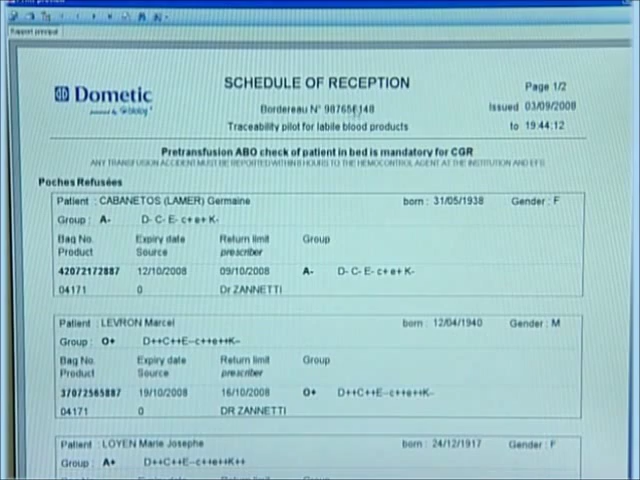 Rapport principal
SCHEDULE OF RECEPTION
Page 1/2
Dometic
Bordereau N° 987656148
Issued 03/09/2008
Traceability pilot for labile blood products
to 19:44:12
Pretransfusion ABO check of patient in bed is mandatory for CGR
ANY TRANSFUSION ACCIDENT MUST BE REPORTED WITHIN 8 HOURS TO THE HEMOCONTROL AGENT AT THE INSTITUTION AND EFS
Poches Refusées
Patient : CABANETOS (LAMER) Germaine born : 31/05/1938 Gender : F
Group : A- D- C- E- c+ e+ K-
Bag No. Expiry date Return limit Group
Product Source prescriber
42072172887 12/10/2008 09/10/2008 A- D- C- E- c+ e+ K-
04171 0 Dr ZANNETTI
Patient : LEVRON Marcel born : 12/04/1940 Gender : M
Group : O+ D++C++E--c++e++K--
Bag No. Expiry date Return limit Group
Product Source prescriber
37072565887 19/10/2008 16/10/2008 O+ D++C++E--c++e++K--
04171 0 DR ZANNETTI
Patient : LOYEN Marie Josephe born : 24/12/1917 Gender : F
Group : A+ D++C++E--c++e++K++